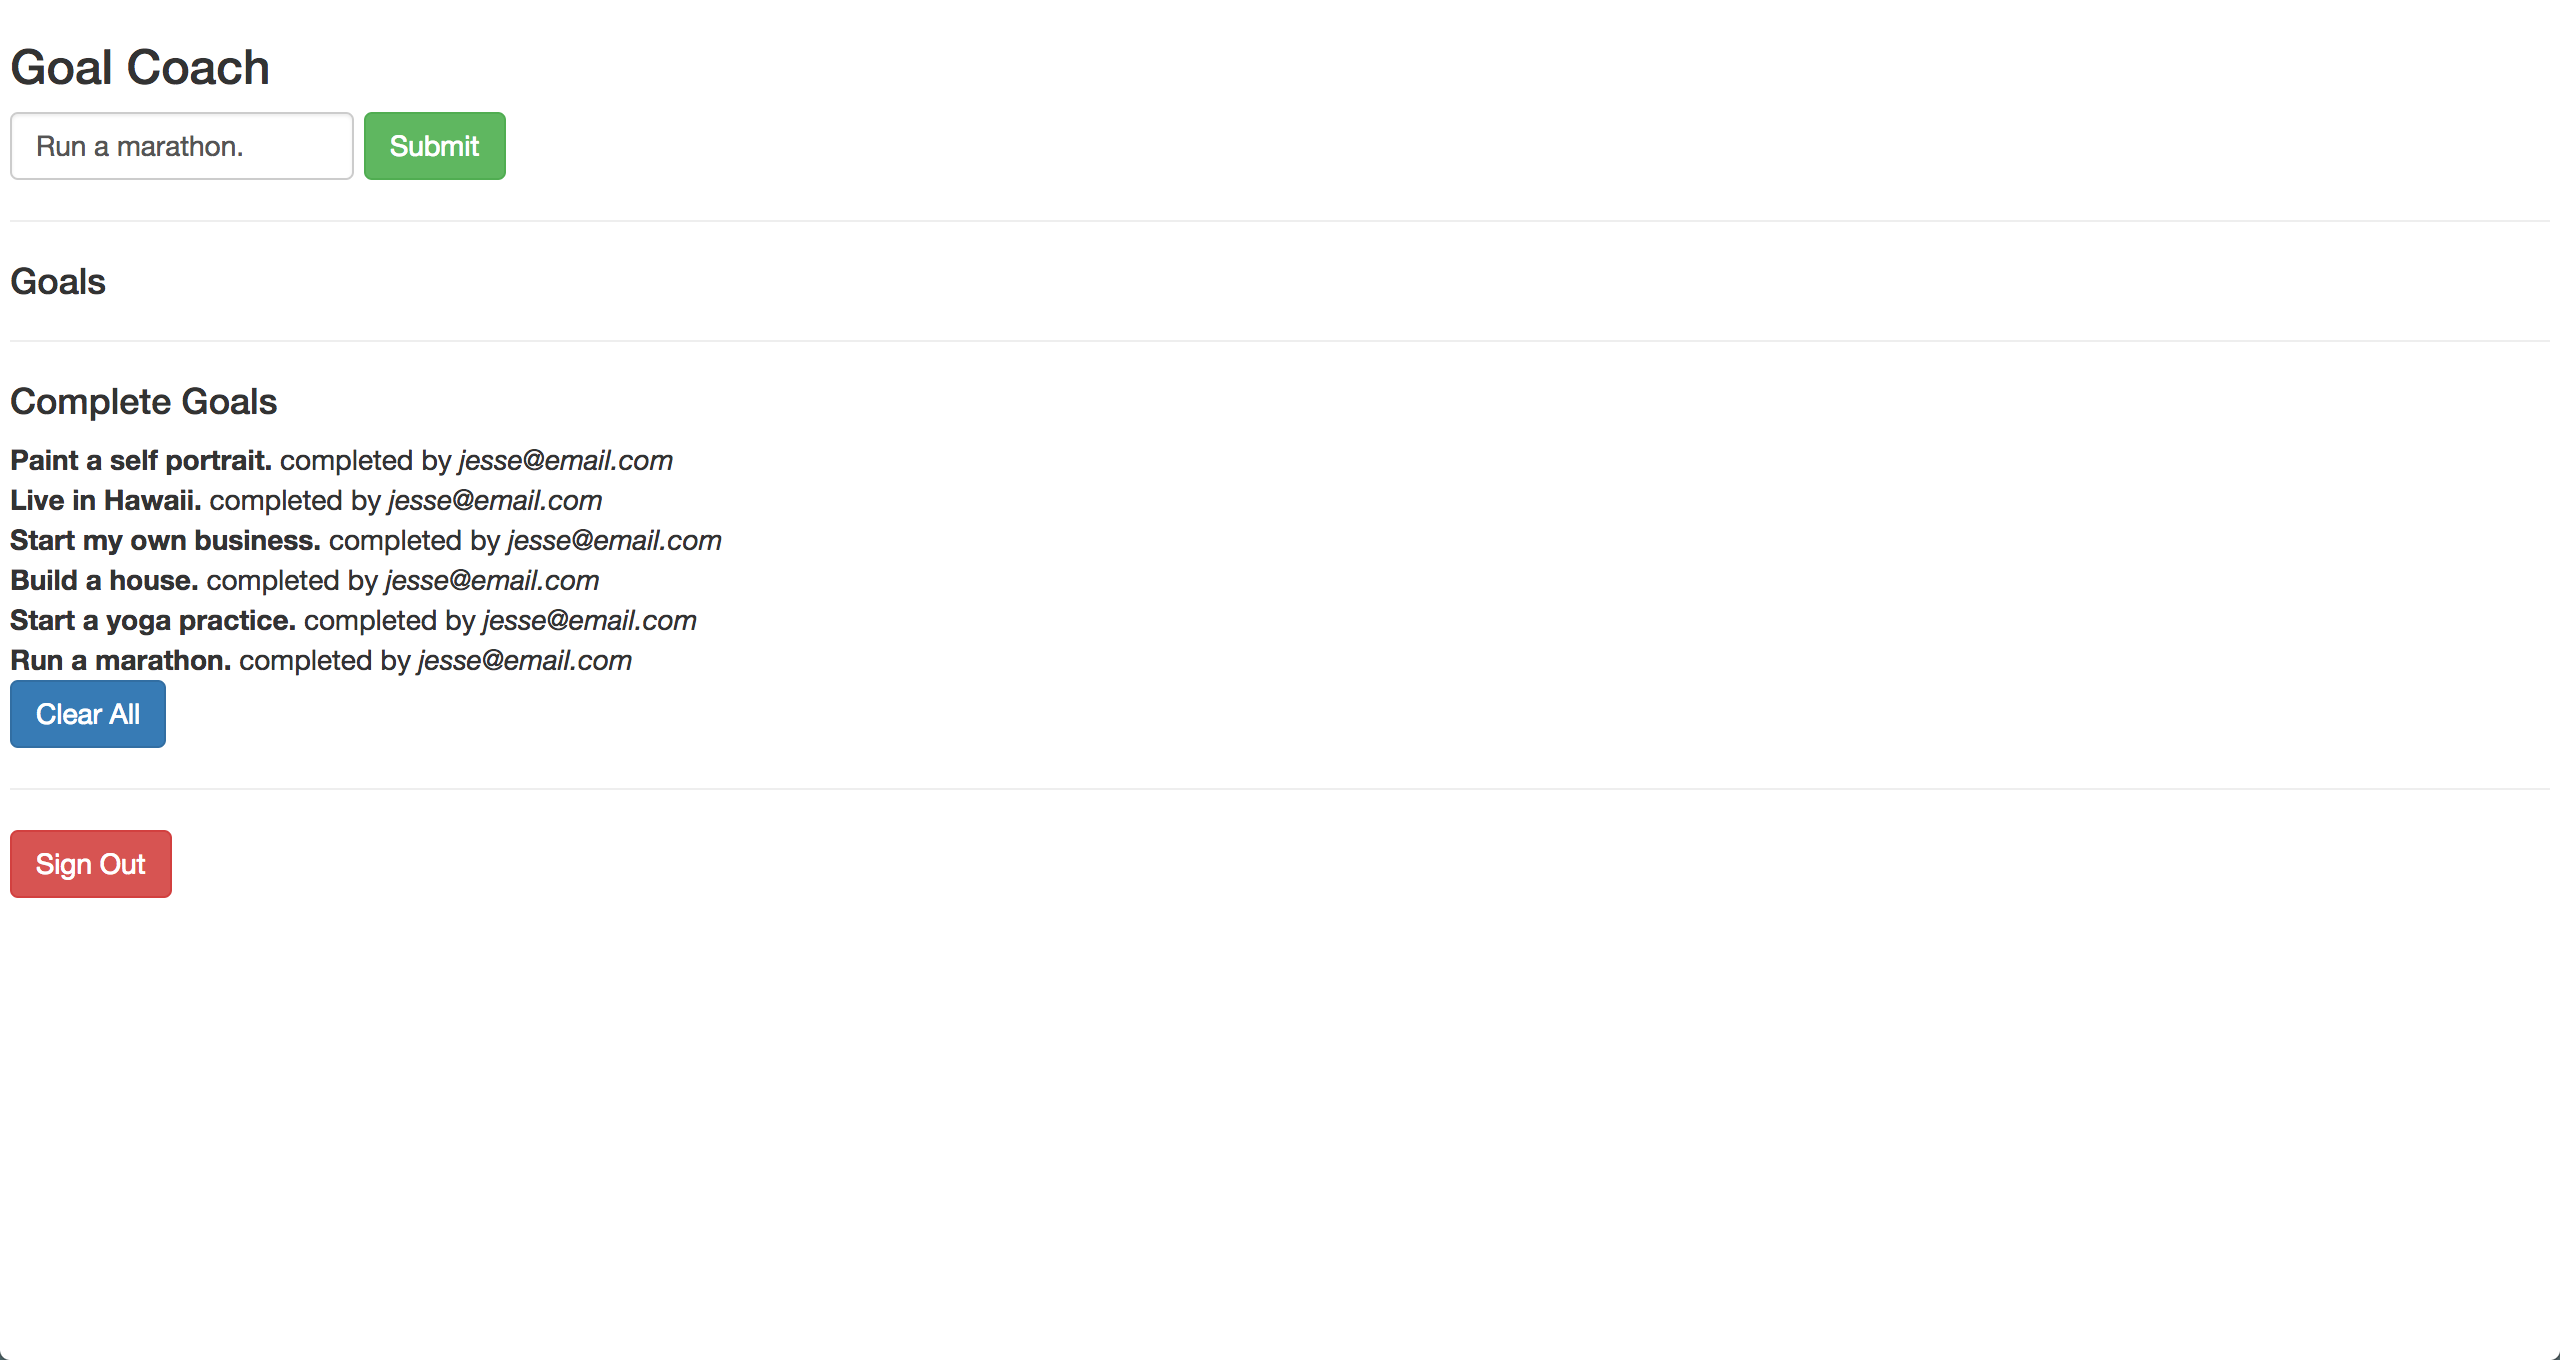 Goal Coach
Run a marathon.
Submit
Goals
Complete Goals
Paint a self portrait. completed by jesse@email.com
Live in Hawaii. completed by jesse@email.com
Start my own business. completed by jesse@email.com
Build a house. completed by jesse@email.com
Start a yoga practice. completed by jesse@email.com
Run a marathon. completed by jesse@email.com
Clear All
Sign Out